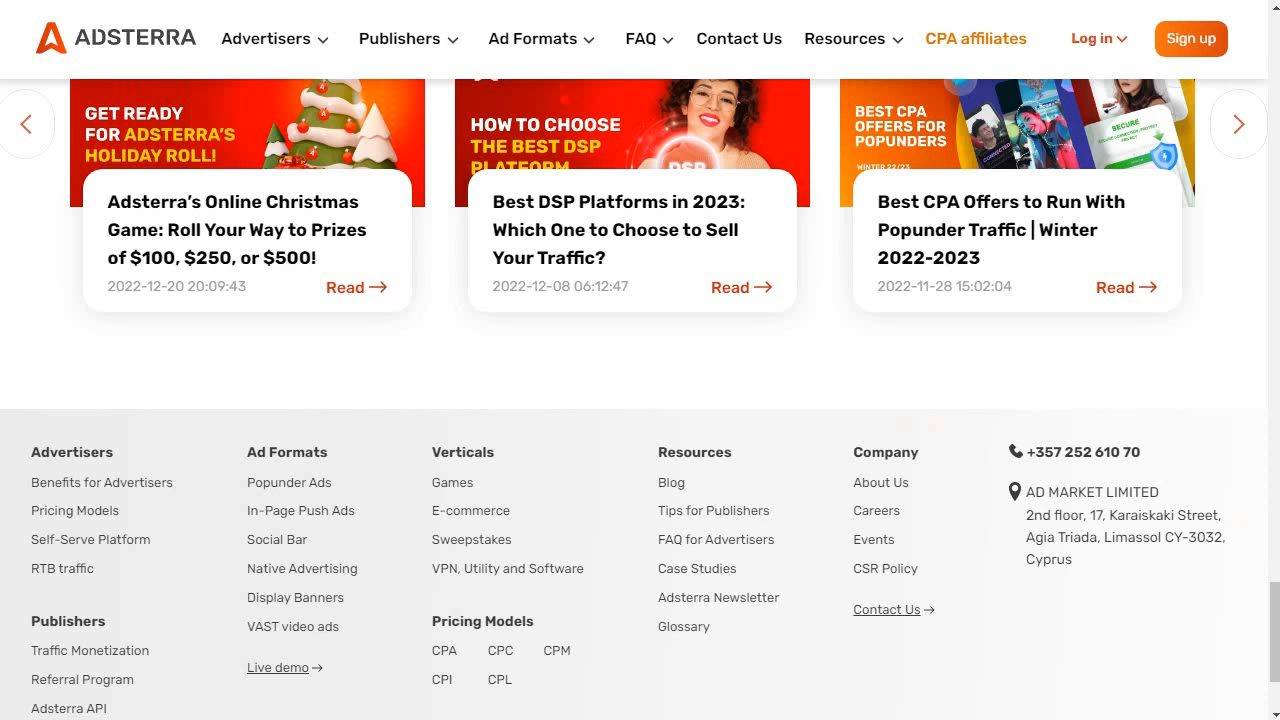 ADSTERRA
Advertisers
Publishers
Ad Formats
FAQ
Contact Us
Resources
CPA affiliates
Log in
Sign up
GET READY
FOR ADSTERRA'S
HOLIDAY ROLL!
Adsterra's Online Christmas
Game: Roll Your Way to Prizes
of $100, $250, or $500!
2022-12-20 20:09:43
Read
HOW TO CHOOSE
THE BEST DSP
PLATFORM
DSP
Best DSP Platforms in 2023:
Which One to Choose to Sell
Your Traffic?
2022-12-08 06:12:47
Read
BEST CPA
OFFERS FOR
POPUNDERS
WINTER 22/23
CONNECTED
SECURE
Best CPA Offers to Run With
Popunder Traffic | Winter
2022-2023
2022-11-28 15:02:04
Read
Advertisers
Benefits for Advertisers
Pricing Models
Self-Serve Platform
RTB traffic
Publishers
Traffic Monetization
Referral Program
Adsterra API
Ad Formats
Popunder Ads
In-Page Push Ads
Social Bar
Native Advertising
Display Banners
VAST video ads
Live demo
Verticals
Games
E-commerce
Sweepstakes
VPN, Utility and Software
Pricing Models
CPA CPC CPM
CPI CPL
Resources
Blog
Tips for Publishers
FAQ for Advertisers
Case Studies
Adsterra Newsletter
Glossary
Company
About Us
Careers
Events
CSR Policy
Contact Us
+357 252 610 70
AD MARKET LIMITED
2nd floor, 17, Karaiskaki Street,
Agia Triada, Limassol CY-3032,
Cyprus